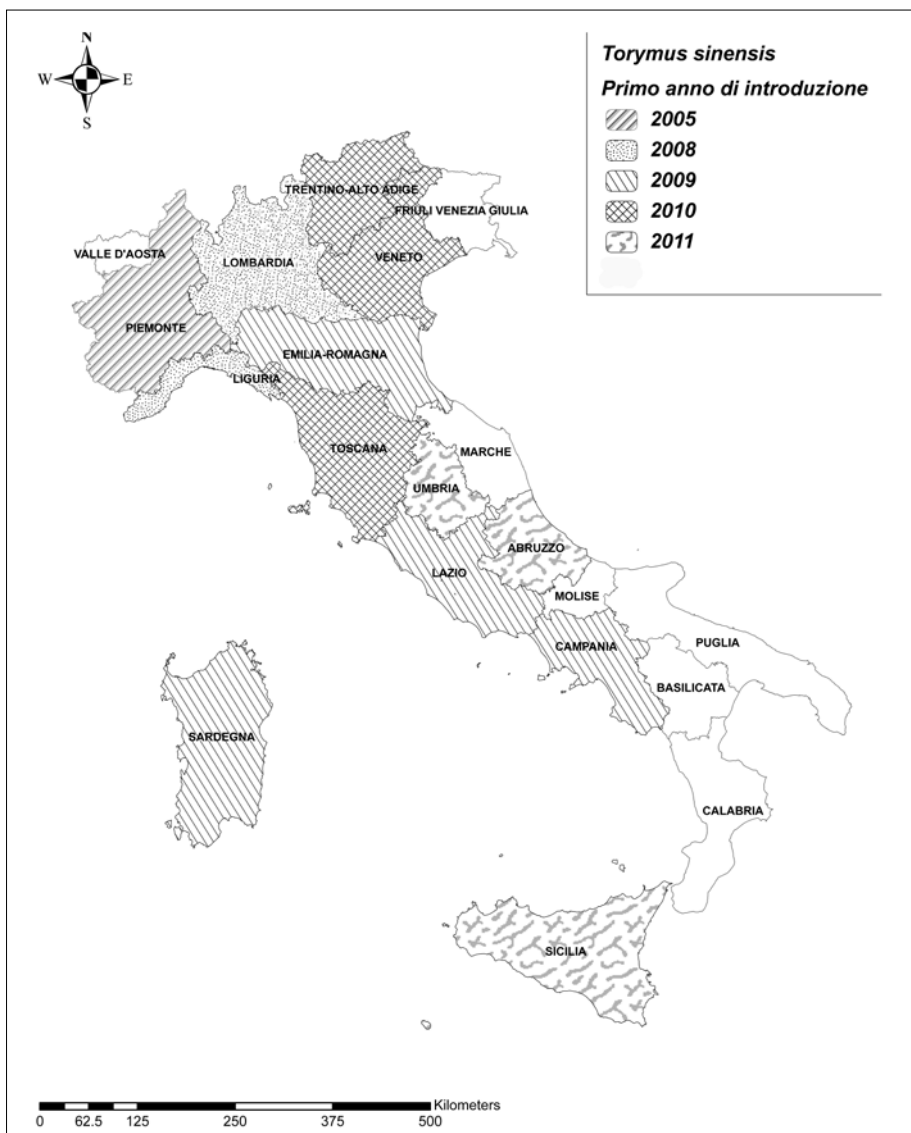 N
W E
S
Torymus sinensis
Primo anno di introduzione
2005
2008
2009
2010
2011
TRENTINO-ALTO ADIGE
FRIULI VENEZIA GIULIA
VALLE D'AOSTA
LOMBARDIA
VENETO
PIEMONTE
EMILIA-ROMAGNA
LIGURIA
TOSCANA
MARCHE
UMBRIA
ABRUZZO
LAZIO
MOLISE
CAMPANIA
PUGLIA
BASILICATA
SARDEGNA
CALABRIA
SICILIA
Kilometers
0 62.5 125 250 375 500